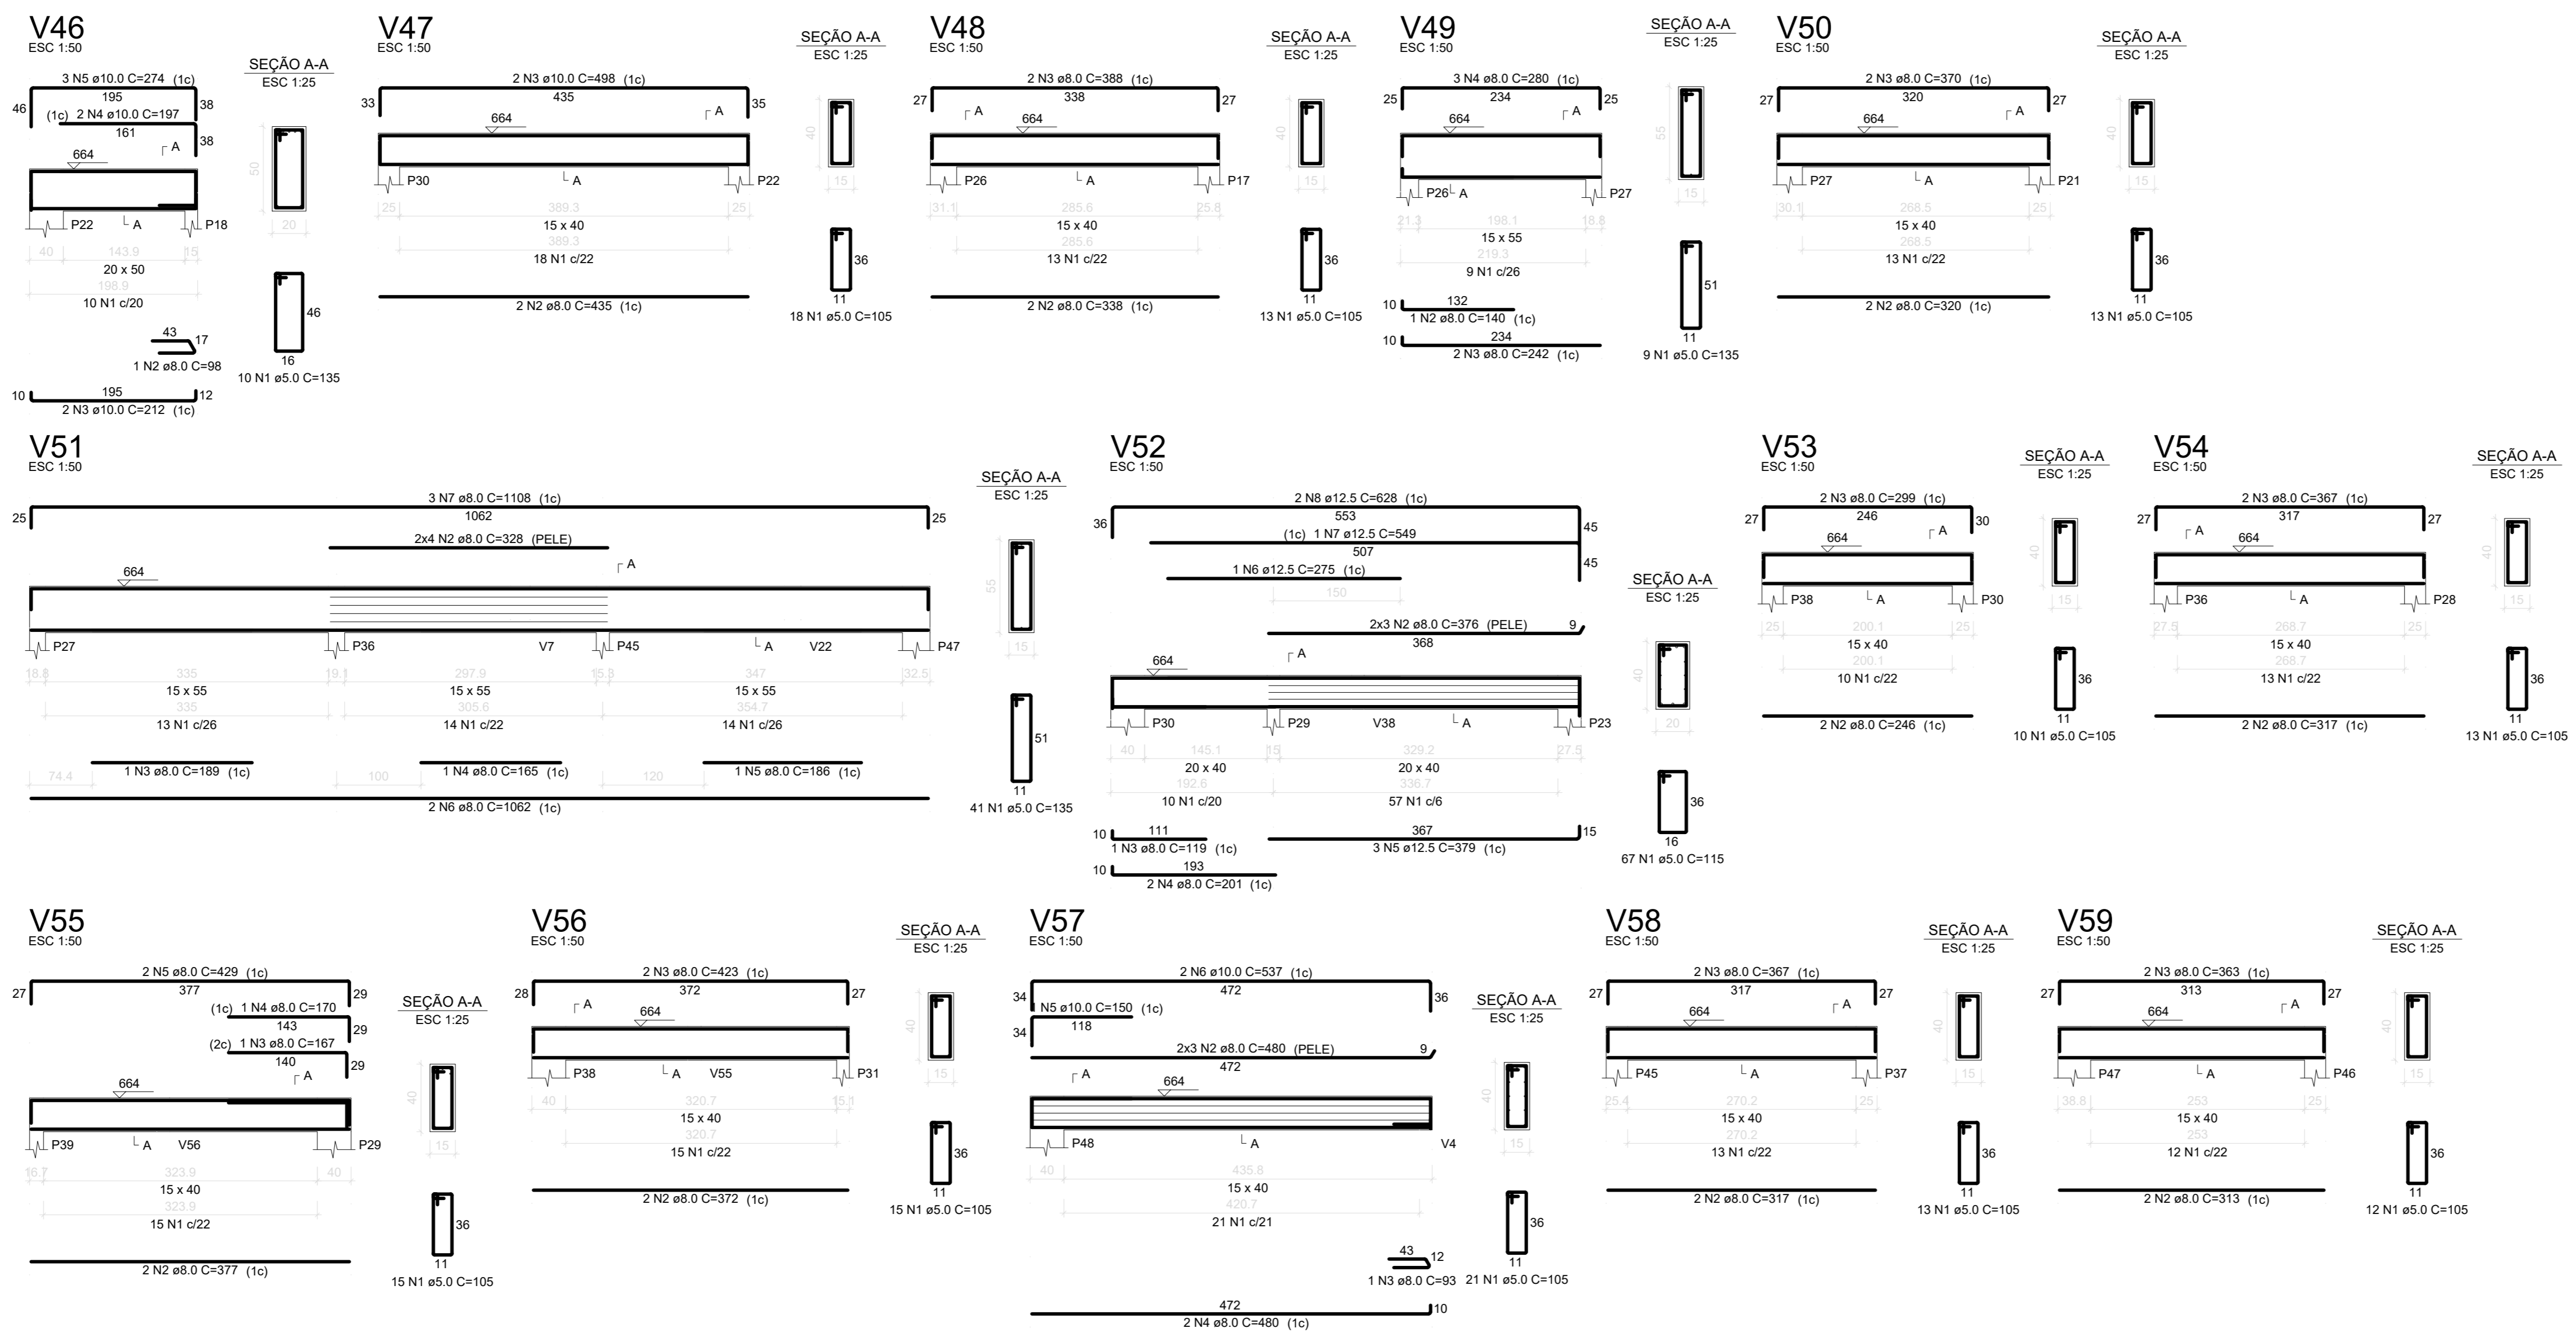 V46
ESC 1:50
SEÇÃO A-A
ESC 1:25
3 N5 ø10.0 C=274 (1c)
195
46
38
(1c) 2 N4 ø10.0 C=197
161
38
A
664
50
20
P22
A
P18
40
143.9
15
20 x 50
198.9
10 N1 c/20
46
16
10 N1 ø5.0 C=135
43
17
1 N2 ø8.0 C=98
10
195
12
2 N3 ø10.0 C=212 (1c)
V47
ESC 1:50
SEÇÃO A-A
ESC 1:25
2 N3 ø10.0 C=498 (1c)
33
435
35
A
664
40
15
P30
A
P22
25
389.3
25
15 x 40
389.3
18 N1 c/22
36
11
18 N1 ø5.0 C=105
2 N2 ø8.0 C=435 (1c)
V48
ESC 1:50
SEÇÃO A-A
ESC 1:25
2 N3 ø8.0 C=388 (1c)
27
338
27
A
664
40
15
P26
A
P17
31.1
285.6
25.8
15 x 40
285.6
13 N1 c/22
36
11
13 N1 ø5.0 C=105
2 N2 ø8.0 C=338 (1c)
V49
ESC 1:50
SEÇÃO A-A
ESC 1:25
3 N4 ø8.0 C=280 (1c)
25
234
25
A
664
55
15
P26
A
P27
21.3
198.1
18.8
15 x 55
219.3
9 N1 c/26
10
132
1 N2 ø8.0 C=140 (1c)
10
234
2 N3 ø8.0 C=242 (1c)
51
11
9 N1 ø5.0 C=135
V50
ESC 1:50
SEÇÃO A-A
ESC 1:25
2 N3 ø8.0 C=370 (1c)
27
320
27
A
664
40
15
P27
A
P21
30.1
268.5
25
15 x 40
268.5
13 N1 c/22
36
11
13 N1 ø5.0 C=105
2 N2 ø8.0 C=320 (1c)
V51
ESC 1:50
SEÇÃO A-A
ESC 1:25
3 N7 ø8.0 C=1108 (1c)
25
1062
25
2x4 N2 ø8.0 C=328 (PELE)
A
664
55
15
P27
P36
V7
P45
A
V22
P47
18.8
335
19.1
297.9
15.3
347
32.5
15 x 55
15 x 55
15 x 55
335
305.6
354.7
13 N1 c/26
14 N1 c/22
14 N1 c/26
51
11
41 N1 ø5.0 C=135
1 N3 ø8.0 C=189 (1c)
1 N4 ø8.0 C=165 (1c)
1 N5 ø8.0 C=186 (1c)
74.4
100
120
2 N6 ø8.0 C=1062 (1c)
V52
ESC 1:50
SEÇÃO A-A
ESC 1:25
2 N8 ø12.5 C=628 (1c)
36
553
45
(1c) 1 N7 ø12.5 C=549
507
45
1 N6 ø12.5 C=275 (1c)
150
2x3 N2 ø8.0 C=376 (PELE)
9
368
A
664
40
20
P30
P29
V38
A
P23
40
145.1
15
329.2
27.5
20 x 40
20 x 40
192.6
336.7
10 N1 c/20
57 N1 c/6
36
16
67 N1 ø5.0 C=115
10
111
1 N3 ø8.0 C=119 (1c)
367
15
3 N5 ø12.5 C=379 (1c)
10
193
2 N4 ø8.0 C=201 (1c)
V53
ESC 1:50
SEÇÃO A-A
ESC 1:25
2 N3 ø8.0 C=299 (1c)
27
246
30
A
664
40
15
P38
A
P30
25
200.1
25
15 x 40
200.1
10 N1 c/22
36
11
10 N1 ø5.0 C=105
2 N2 ø8.0 C=246 (1c)
V54
ESC 1:50
SEÇÃO A-A
ESC 1:25
2 N3 ø8.0 C=367 (1c)
27
317
27
A
664
40
15
P36
A
P28
27.5
268.7
25
15 x 40
268.7
13 N1 c/22
36
11
13 N1 ø5.0 C=105
2 N2 ø8.0 C=317 (1c)
V55
ESC 1:50
SEÇÃO A-A
ESC 1:25
2 N5 ø8.0 C=429 (1c)
27
377
29
(1c) 1 N4 ø8.0 C=170
143
29
(2c) 1 N3 ø8.0 C=167
140
29
A
664
40
15
P39
A
V56
P29
16.7
323.9
40
15 x 40
323.9
15 N1 c/22
36
11
15 N1 ø5.0 C=105
2 N2 ø8.0 C=377 (1c)
V56
ESC 1:50
SEÇÃO A-A
ESC 1:25
2 N3 ø8.0 C=423 (1c)
28
372
27
A
664
40
15
P38
A
V55
P31
40
320.7
15.1
15 x 40
320.7
15 N1 c/22
36
11
15 N1 ø5.0 C=105
2 N2 ø8.0 C=372 (1c)
V57
ESC 1:50
SEÇÃO A-A
ESC 1:25
2 N6 ø10.0 C=537 (1c)
34
472
36
N5 ø10.0 C=150 (1c)
34
118
2x3 N2 ø8.0 C=480 (PELE)
9
472
A
664
40
15
P48
A
V4
40
435.8
15 x 40
420.7
21 N1 c/21
36
11
21 N1 ø5.0 C=105
43
12
1 N3 ø8.0 C=93
472
10
2 N4 ø8.0 C=480 (1c)
V58
ESC 1:50
SEÇÃO A-A
ESC 1:25
2 N3 ø8.0 C=367 (1c)
27
317
27
A
664
40
15
P45
A
P37
25.4
270.2
25
15 x 40
270.2
13 N1 c/22
36
11
13 N1 ø5.0 C=105
2 N2 ø8.0 C=317 (1c)
V59
ESC 1:50
SEÇÃO A-A
ESC 1:25
2 N3 ø8.0 C=363 (1c)
27
313
27
A
664
40
15
P47
A
P46
38.8
253
25
15 x 40
253
12 N1 c/22
36
11
12 N1 ø5.0 C=105
2 N2 ø8.0 C=313 (1c)